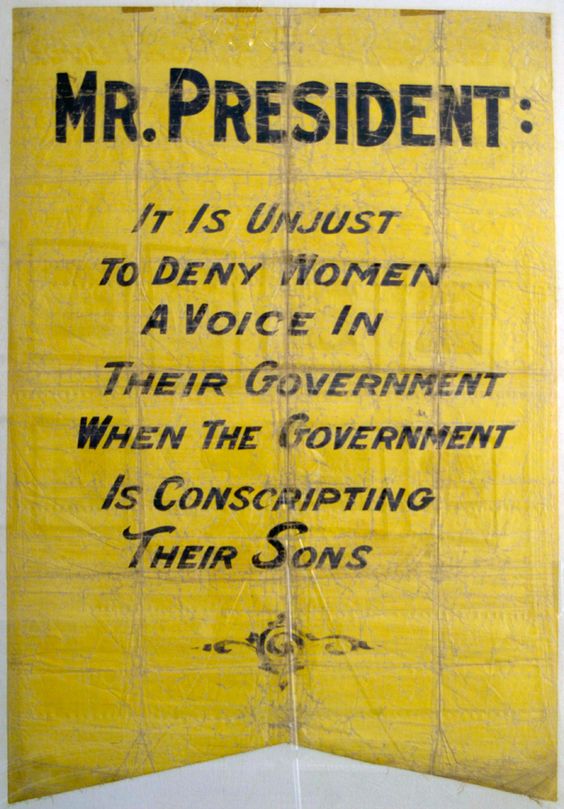 MR. PRESIDENT:
IT IS UNJUST
TO DENY WOMEN
A VOICE IN
THEIR GOVERNMENT
WHEN THE GOVERNMENT
IS CONSCRIPTING
THEIR SONS